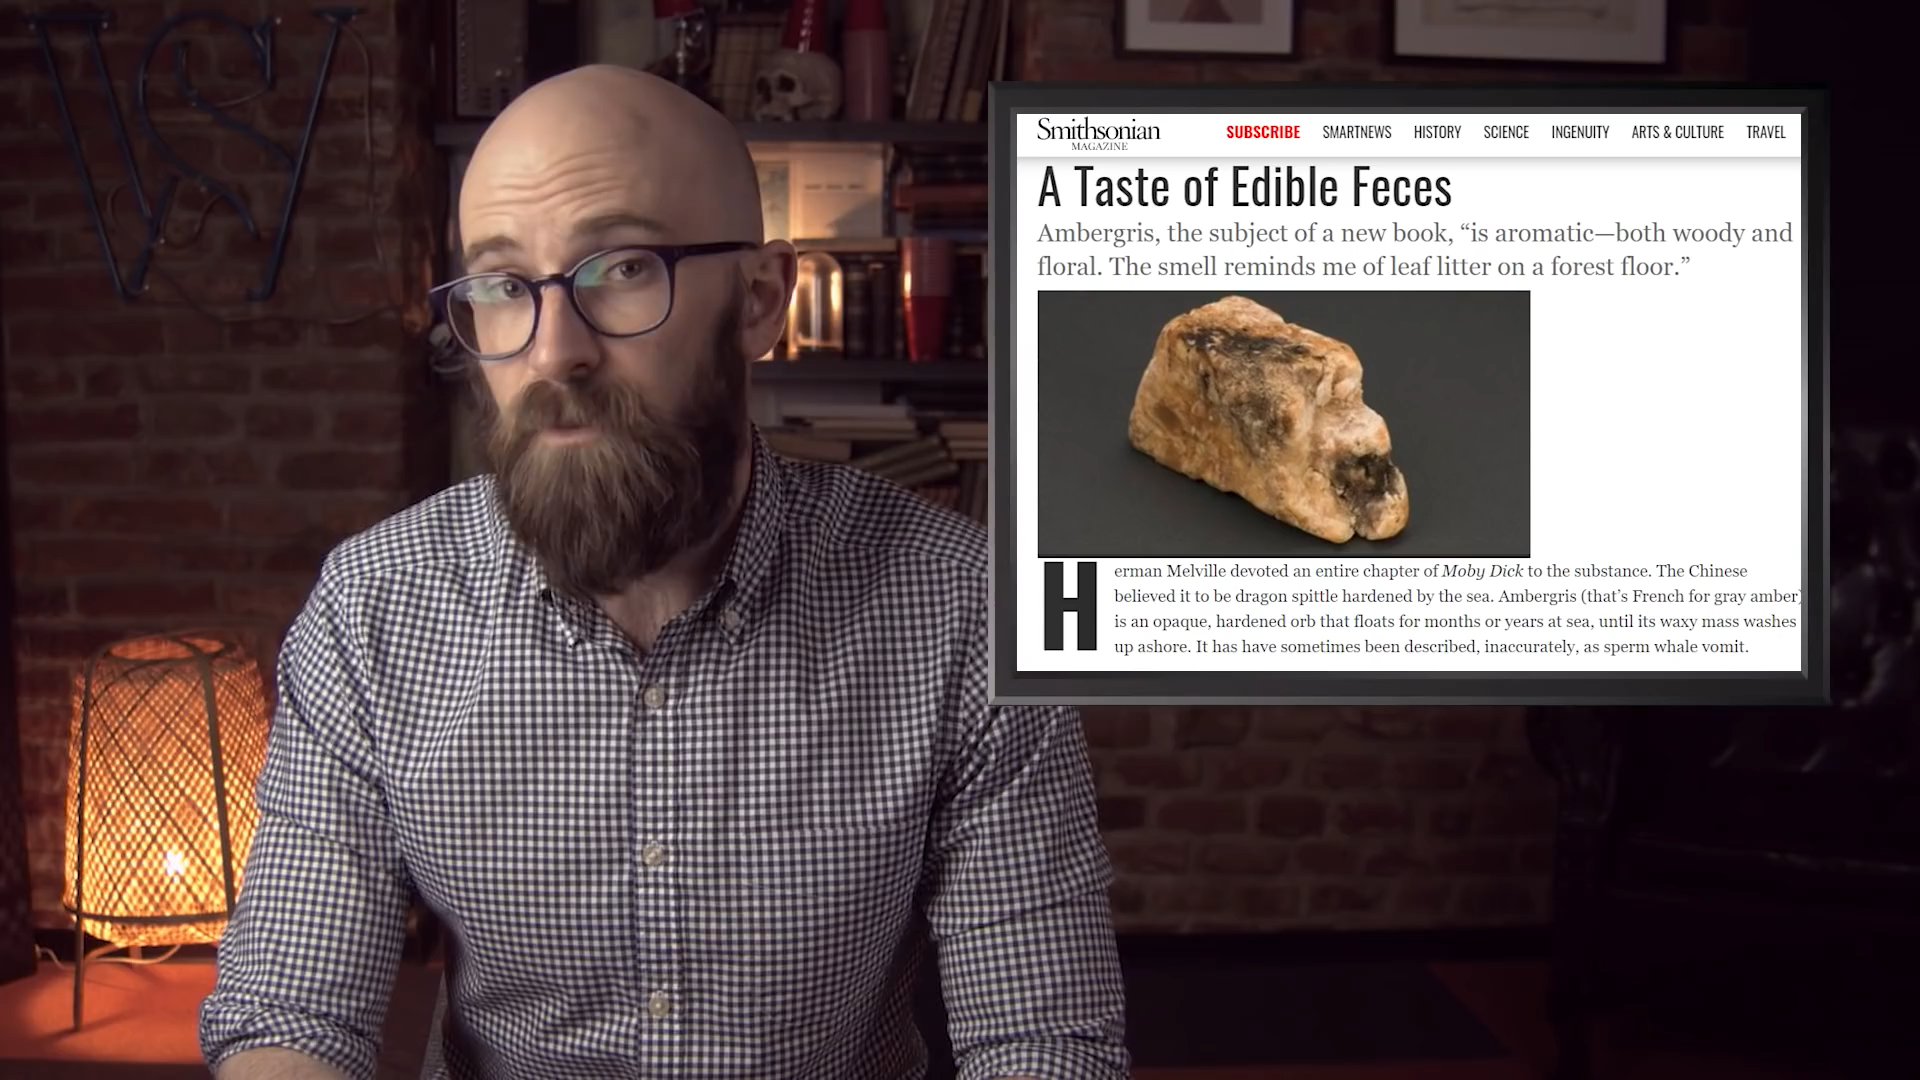 VS
Smithsonian
MAGAZINE
SUBSCRIBE SMARTNEWS HISTORY SCIENCE INGENUITY ARTS & CULTURE TRAVEL
A Taste of Edible Feces
Ambergris, the subject of a new book, “is aromatic—both woody and
floral. The smell reminds me of leaf litter on a forest floor.”
Herman Melville devoted an entire chapter of Moby Dick to the substance. The Chinese
believed it to be dragon spittle hardened by the sea. Ambergris (that’s French for gray amber)
is an opaque, hardened orb that floats for months or years at sea, until its waxy mass washes
up ashore. It has have sometimes been described, inaccurately, as sperm whale vomit.